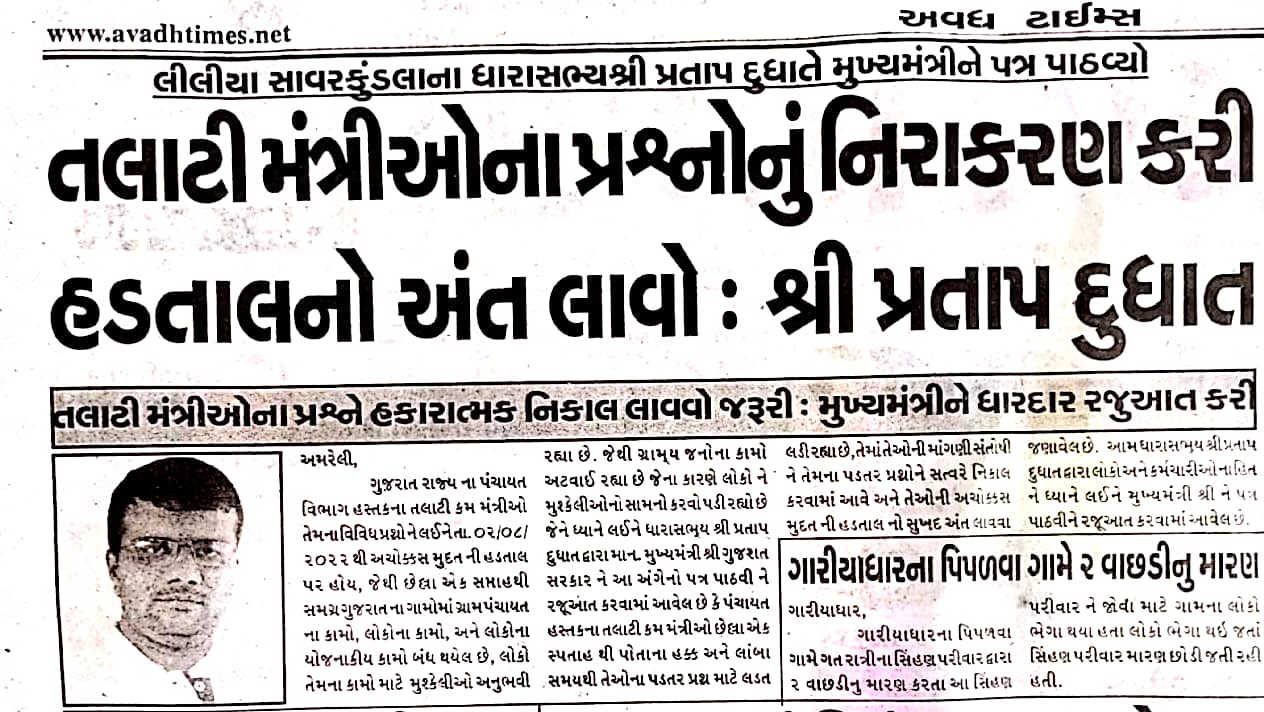 www.avadhtimes.net
અવધ ટાઈમ્સ
લીલીયા સાવરકુંડલાના ધારાસભ્યશ્રી પ્રતાપ દુધાતે મુખ્યમંત્રીને પત્ર પાઠવ્યો
તલાટી મંત્રીઓના પ્રશ્નોનું નિરાકરણ કરી
હડતાલનો અંત લાવો : શ્રી પ્રતાપ દુધાત
તલાટી મંત્રીઓના પ્રશ્ને હકારાત્મક નિકાલ લાવવો જરૂરી : મુખ્યમંત્રીને ધારદાર રજુઆત કરી
અમરેલી,
ગુજરાત રાજ્ય ના પંચાયત
વિભાગ હસ્તકના તલાટી કમ મંત્રીઓ
તેમના વિવિધ પ્રશ્નો ને લઈને તા. ૦૨/૦૮/
૨૦૨૨ થી અચોક્કસ મુદત ની હડતાલ
પર હોય, જેથી છેલ્લા એક સમાહથી
સમગ્ર ગુજરાત ના ગામોમાં ગ્રામ પંચાયત
ના કામો, લોકોના કામો, અને લોકોના
યોજનાકીય કામો બંધ થયેલ છે, લોકો
તેમના કામો માટે મુશ્કેલીઓ અનુભવી
રહ્યા છે. જેથી ગ્રામ્ય જનોના કામો
અટવાઈ રહ્યા છે જેના કારણે લોકો ને
મુશ્કેલીઓનો સામનો કરવો પડી રહ્યો છે
જેને ધ્યાને લઈને ધારાસભ્ય શ્રી પ્રતાપ
દુધાત દ્વારા માન. મુખ્યમંત્રી શ્રી ગુજરાત
સરકાર ને આ અંગેનો પત્ર પાઠવી ને
રજૂઆત કરવામાં આવેલ છે કે પંચાયત
હસ્તકના તલાટી કમ મંત્રીઓ છેલ્લા એક
સ્પતાહ થી પોતાના હક્ક અને લાંબા
સમયથી તેઓના પડતર પ્રશ્ન માટે લડત
લડી રહ્યા છે, તેમાં તેઓની માંગણી સંતોષી
ને તેમના પડતર પ્રશ્નોને સત્વરે નિકાલ
કરવામાં આવે અને તેઓની અચોક્કસ
મુદત ની હડતાલ નો સુખદ અંત લાવવા
જણાવેલ છે. આમ ધારાસભ્ય શ્રી પ્રતાપ
દુધાત દ્વારા લોકો અને કર્મચારીઓ ના હિત
ને ધ્યાને લઈને મુખ્યમંત્રી શ્રી ને પત્ર
પાઠવીને રજૂઆત કરવામાં આવેલ છે.
ગારીયાધારના પિપળવા ગામે ૨ વાછડીનુ મારણ
ગારીયાધાર,
ગારીયાધારના પિપળવા
ગામે ગત રાત્રીના સિંહણ પરીવાર દ્વારા
૨ વાછડીનુ મારણ કરતા આ સિંહણ
પરીવાર ને જોવા માટે ગામના લોકો
ભેગા થયા હતા લોકો ભેગા થઇ જતાં
સિંહણ પરીવાર મારણ છોડી જતી રહી
હતી.